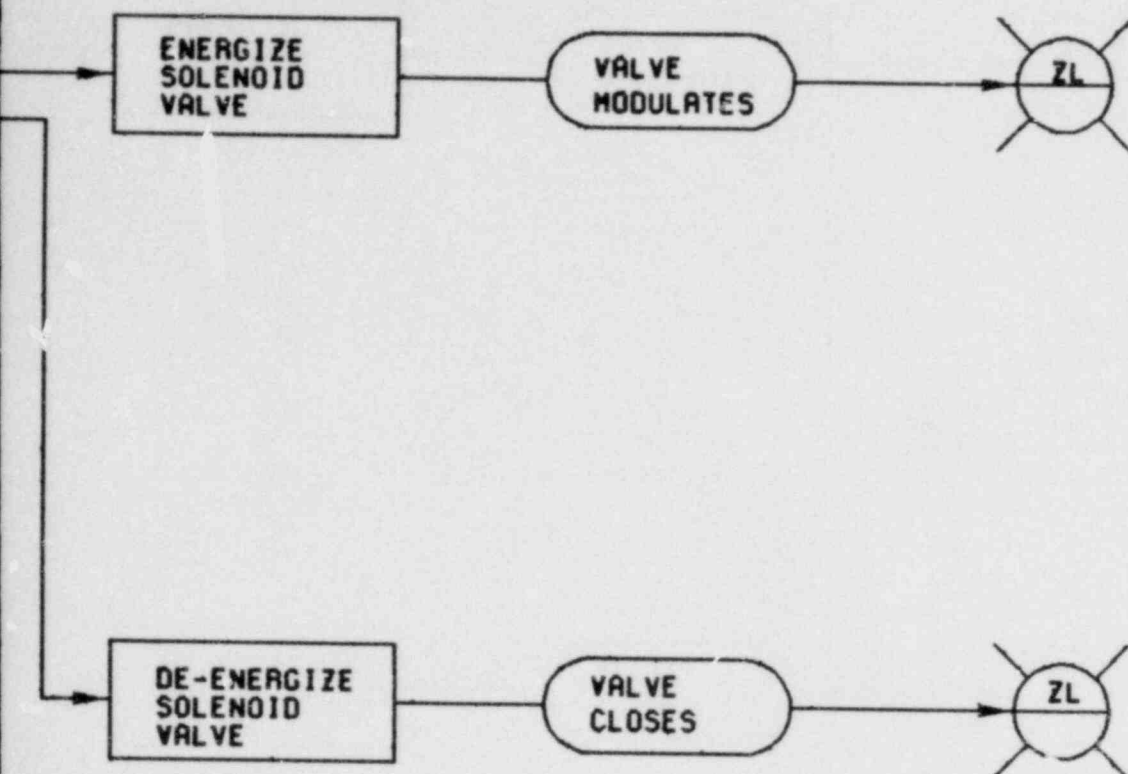 ENERGIZE
SOLENOID
VALVE
VALVE
MODULATES
ZL
DE-ENERGIZE
SOLENOID
VALVE
VALVE
CLOSES
ZL